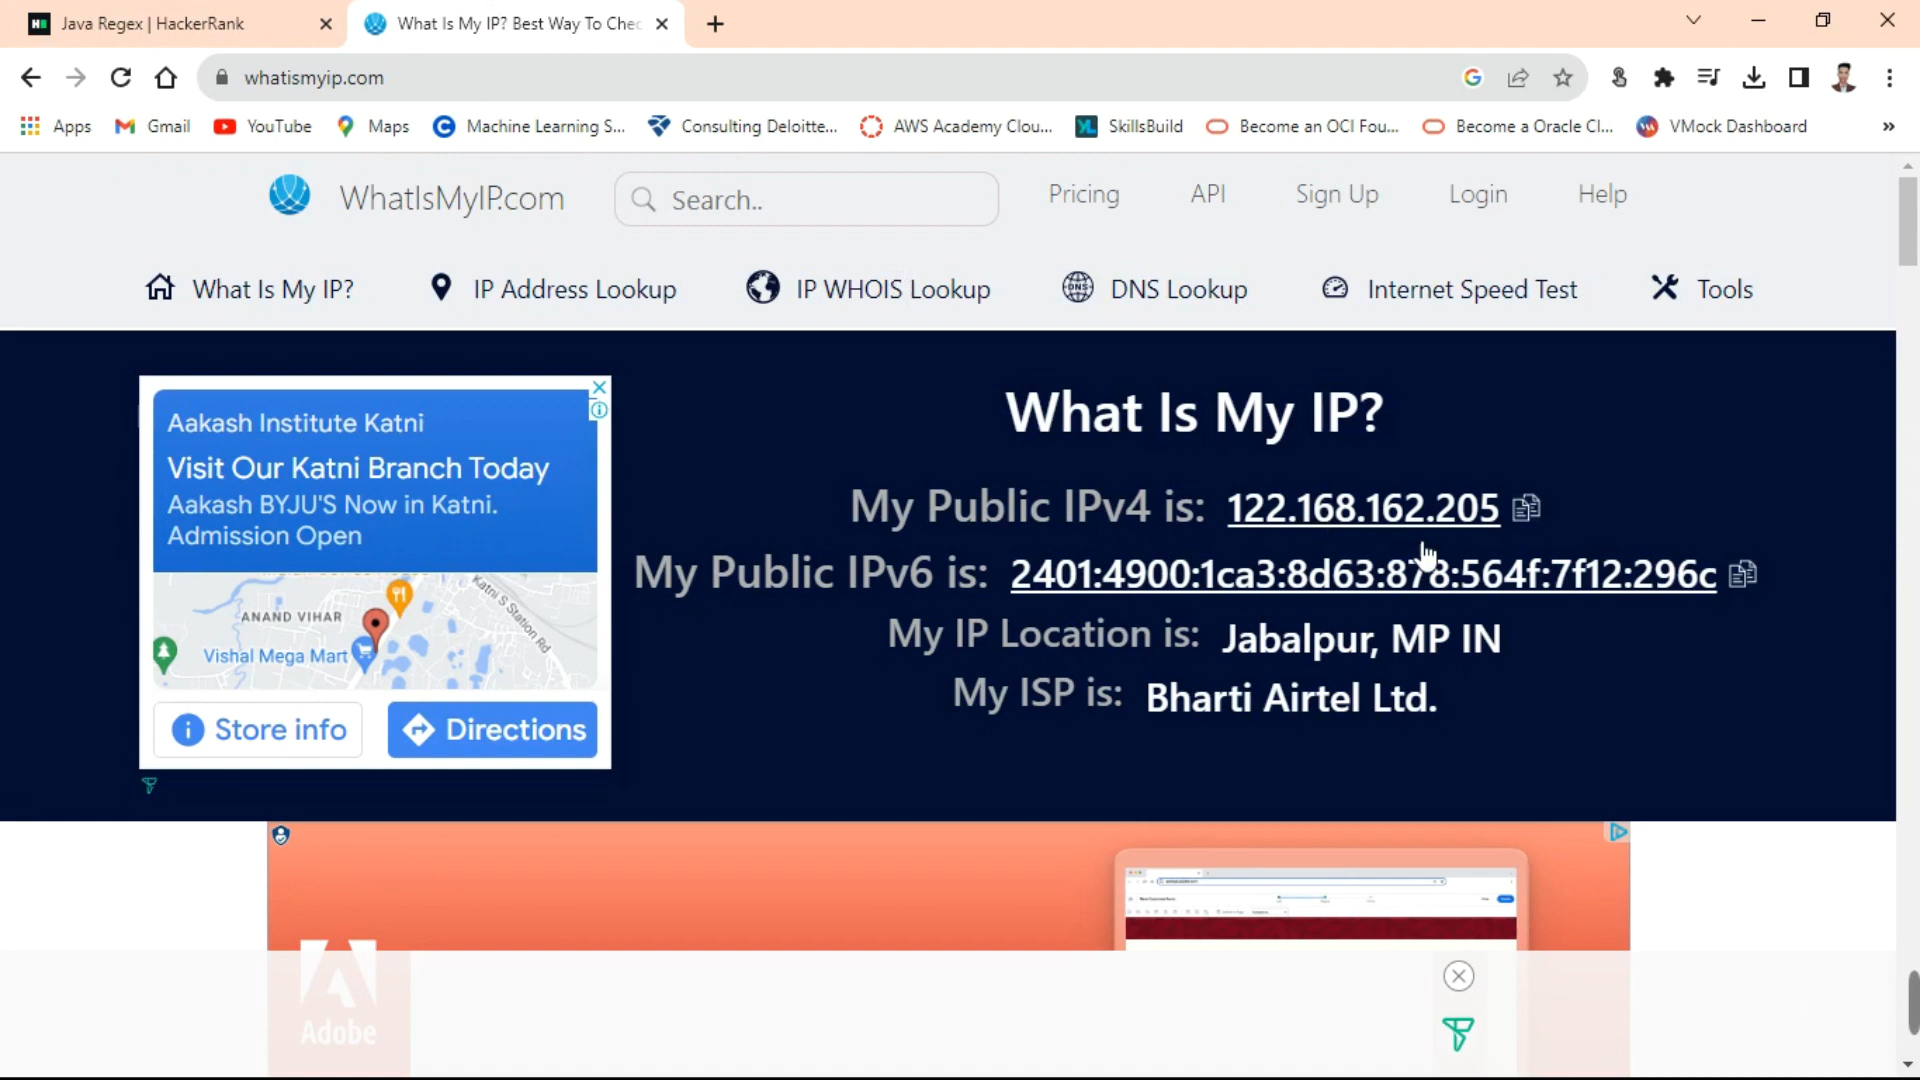 Java Regex | HackerRank
What Is My IP? Best Way To Chec
whatismyip.com
Apps
Gmail
YouTube
Maps
Machine Learning S...
Consulting Deloitte...
AWS Academy Clou...
SkillsBuild
Become an OCI Fou...
Become a Oracle Cl...
VMock Dashboard
WhatIsMyIP.com
Search..
Pricing
API
Sign Up
Login
Help
What Is My IP?
IP Address Lookup
IP WHOIS Lookup
DNS
DNS Lookup
Internet Speed Test
Tools
Aakash Institute Katni
Visit Our Katni Branch Today
Aakash BYJU'S Now in Katni.
Admission Open
ANAND VIHAR
Vishal Mega Mart
Katni S Station Rd
Store info
Directions
What Is My IP?
My Public IPv4 is: 122.168.162.205
My Public IPv6 is: 2401:4900:1ca3:8d63:878:564f:7f12:296c
My IP Location is: Jabalpur, MP IN
My ISP is: Bharti Airtel Ltd.
Adobe